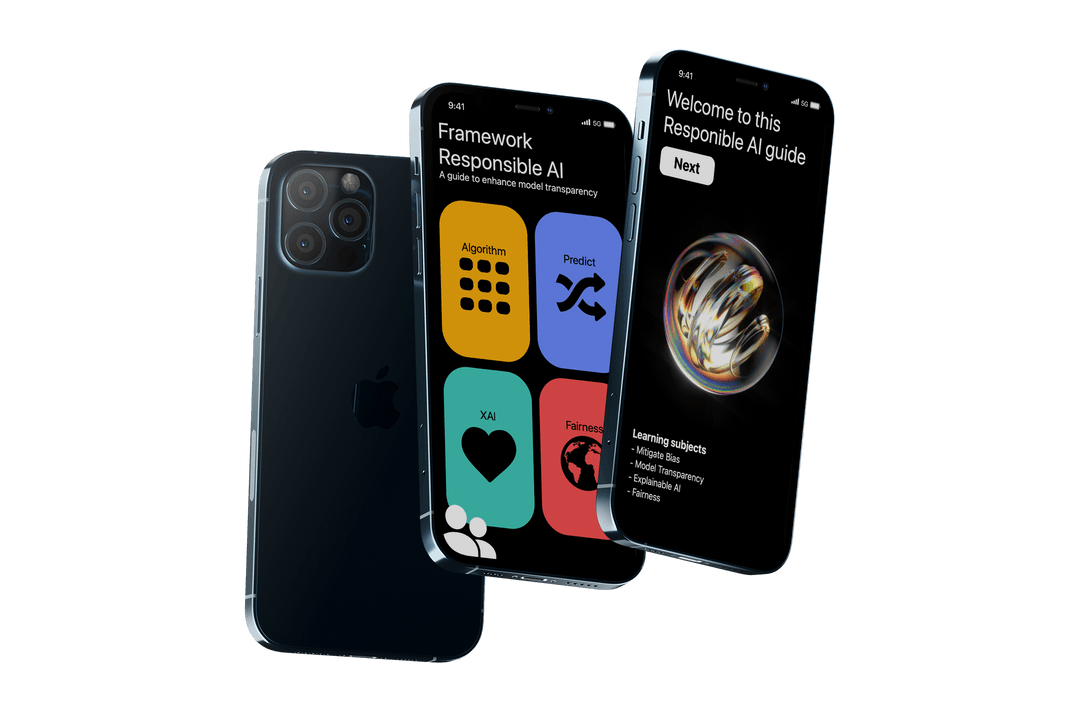 9:41
5G
Framework
Responsible AI
A guide to enhance model transparency
Algorithm
Predict
XAI
Fairness
9:41
5G
Welcome to this
Responible AI guide
Next
Learning subjects
- Mitigate Bias
- Model Transparency
- Explainable AI
- Fairness